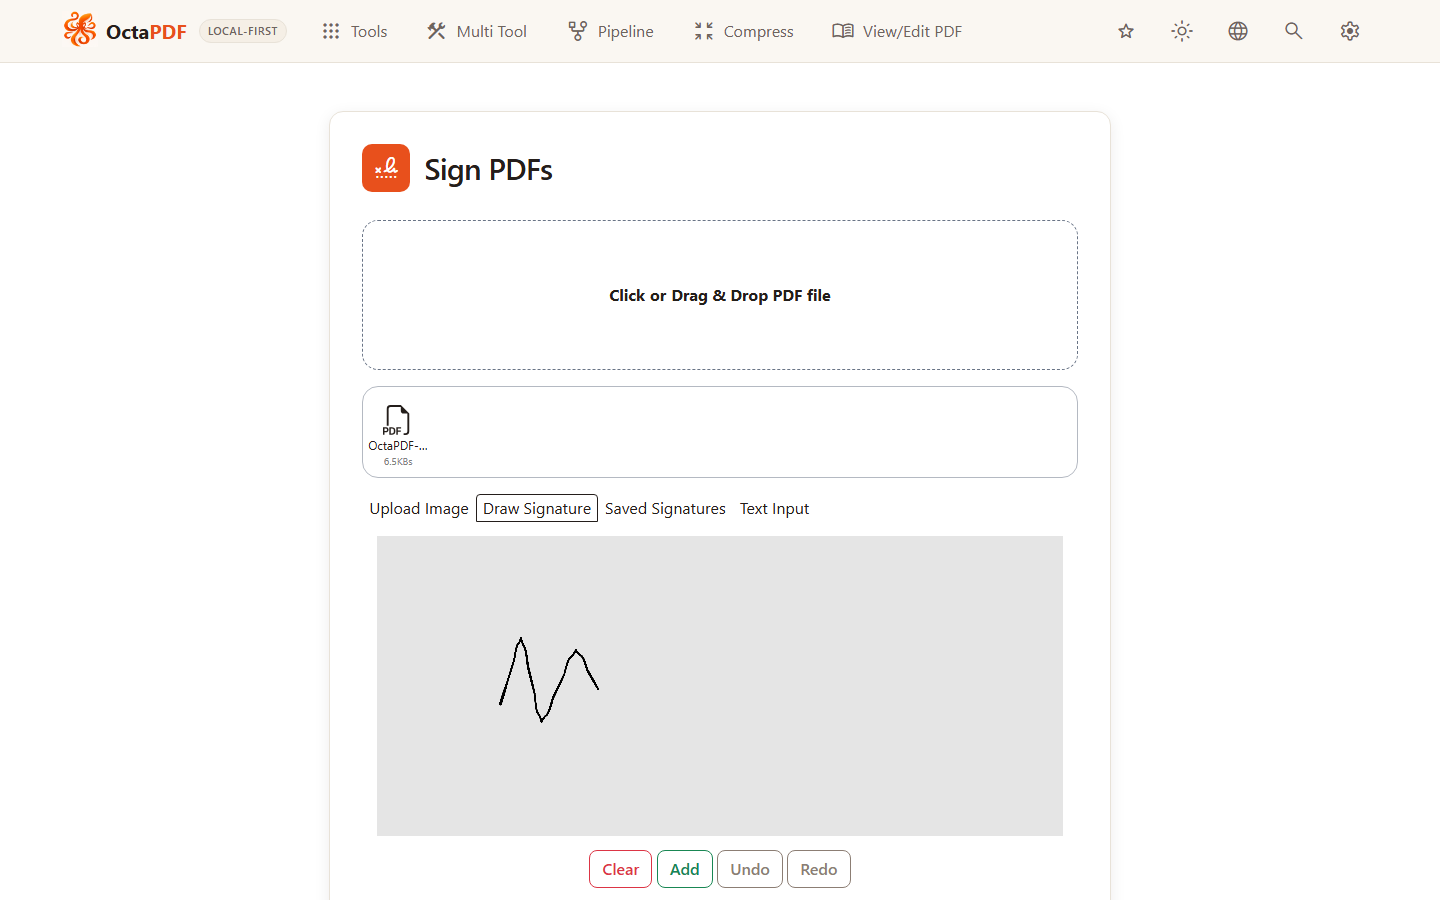 OctaPDF LOCAL-FIRST Tools Multi Tool Pipeline Compress View/Edit PDF
Sign PDFs
Click or Drag & Drop PDF file
PDF
OctaPDF-...
6.5KBs
Upload Image Draw Signature Saved Signatures Text Input
Clear Add Undo Redo